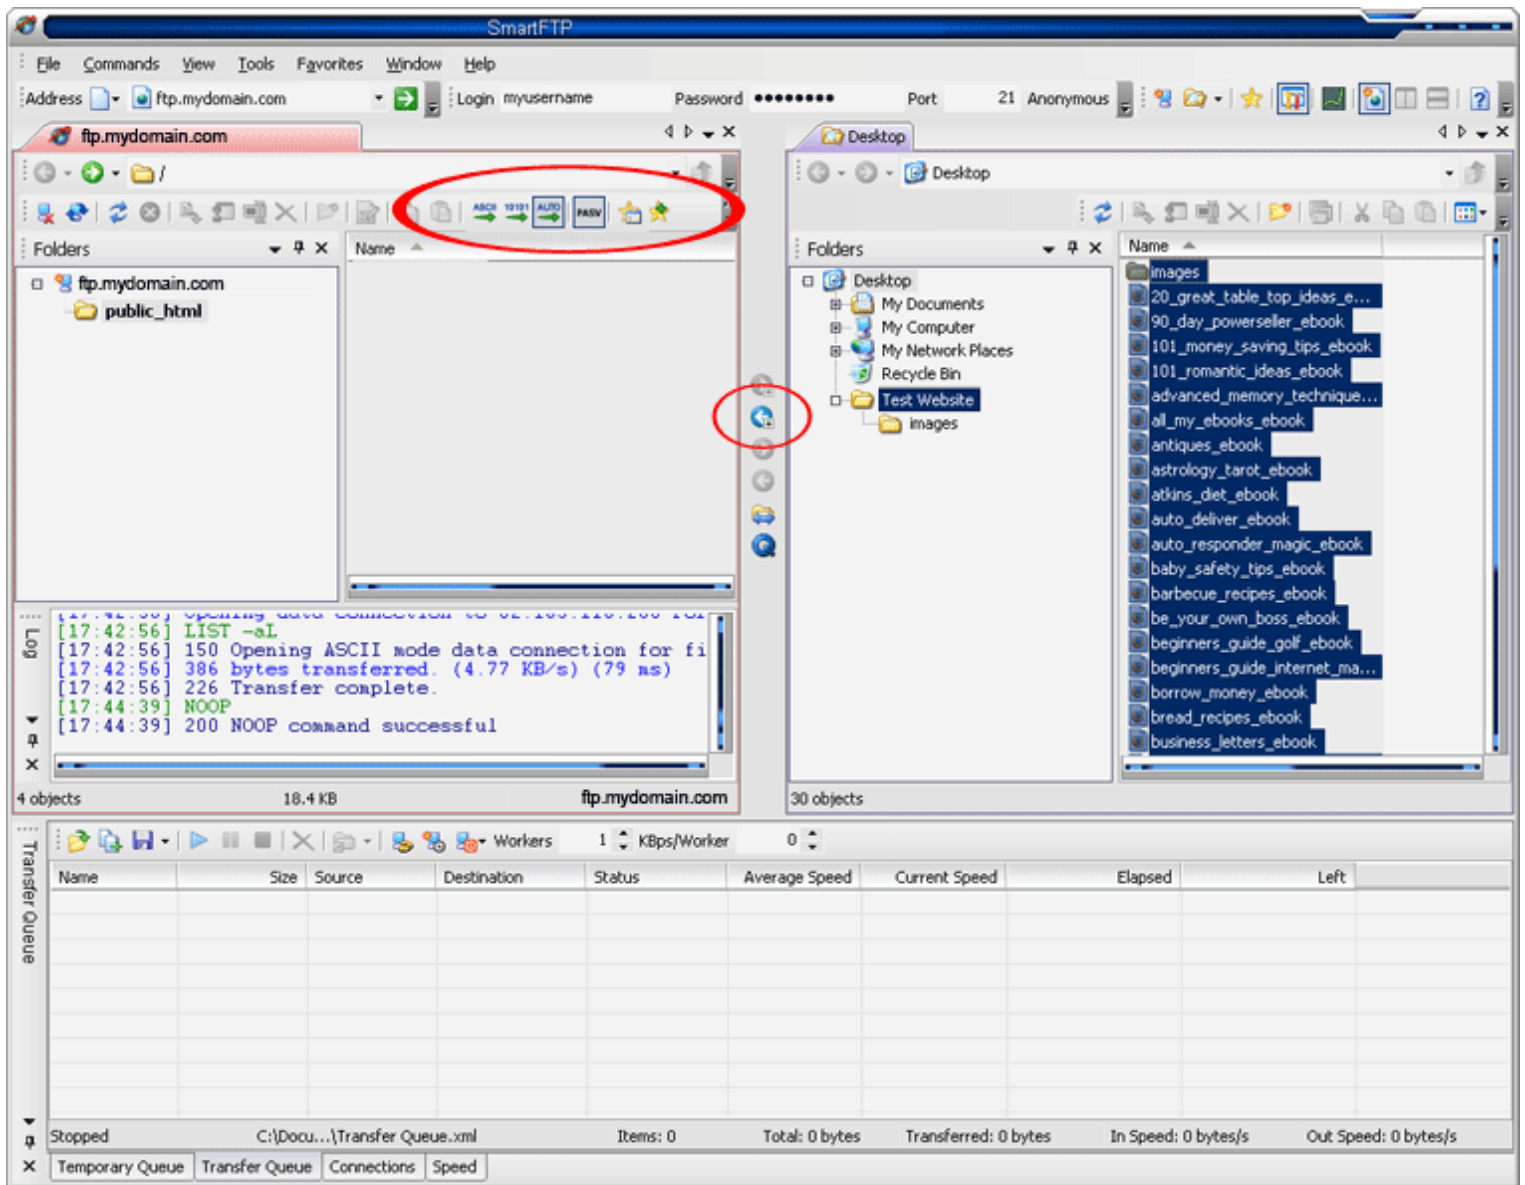 SmartFTP
File Commands View Tools Favorites Window Help
Address ftp.mydomain.com Login myusername Password •••••••• Port 21 Anonymous
ftp.mydomain.com
Desktop
/
Desktop
ASCII 10101 AUTO PASV
Folders
Name
ftp.mydomain.com
public_html
Folders
Desktop
My Documents
My Computer
My Network Places
Recycle Bin
Test Website
images
Name
images
20_great_table_top_ideas_e...
90_day_powerseller_ebook
101_money_saving_tips_ebook
101_romantic_ideas_ebook
advanced_memory_technique...
all_my_ebooks_ebook
antiques_ebook
astrology_tarot_ebook
atkins_diet_ebook
auto_deliver_ebook
auto_responder_magic_ebook
baby_safety_tips_ebook
barbecue_recipes_ebook
be_your_own_boss_ebook
beginners_guide_golf_ebook
beginners_guide_internet_ma...
borrow_money_ebook
bread_recipes_ebook
business_letters_ebook
Log
Opening data connection to
[17:42:56] LIST -aL
[17:42:56] 150 Opening ASCII mode data connection for fi
[17:42:56] 386 bytes transferred. (4.77 KB/s) (79 ms)
[17:42:56] 226 Transfer complete.
[17:44:39] NOOP
[17:44:39] 200 NOOP command successful
4 objects 18.4 KB ftp.mydomain.com
30 objects
Transfer Queue
Workers 1 KBps/Worker 0
Name Size Source Destination Status Average Speed Current Speed Elapsed Left
Stopped C:\Docu...\Transfer Queue.xml Items: 0 Total: 0 bytes Transferred: 0 bytes In Speed: 0 bytes/s Out Speed: 0 bytes/s
Temporary Queue Transfer Queue Connections Speed